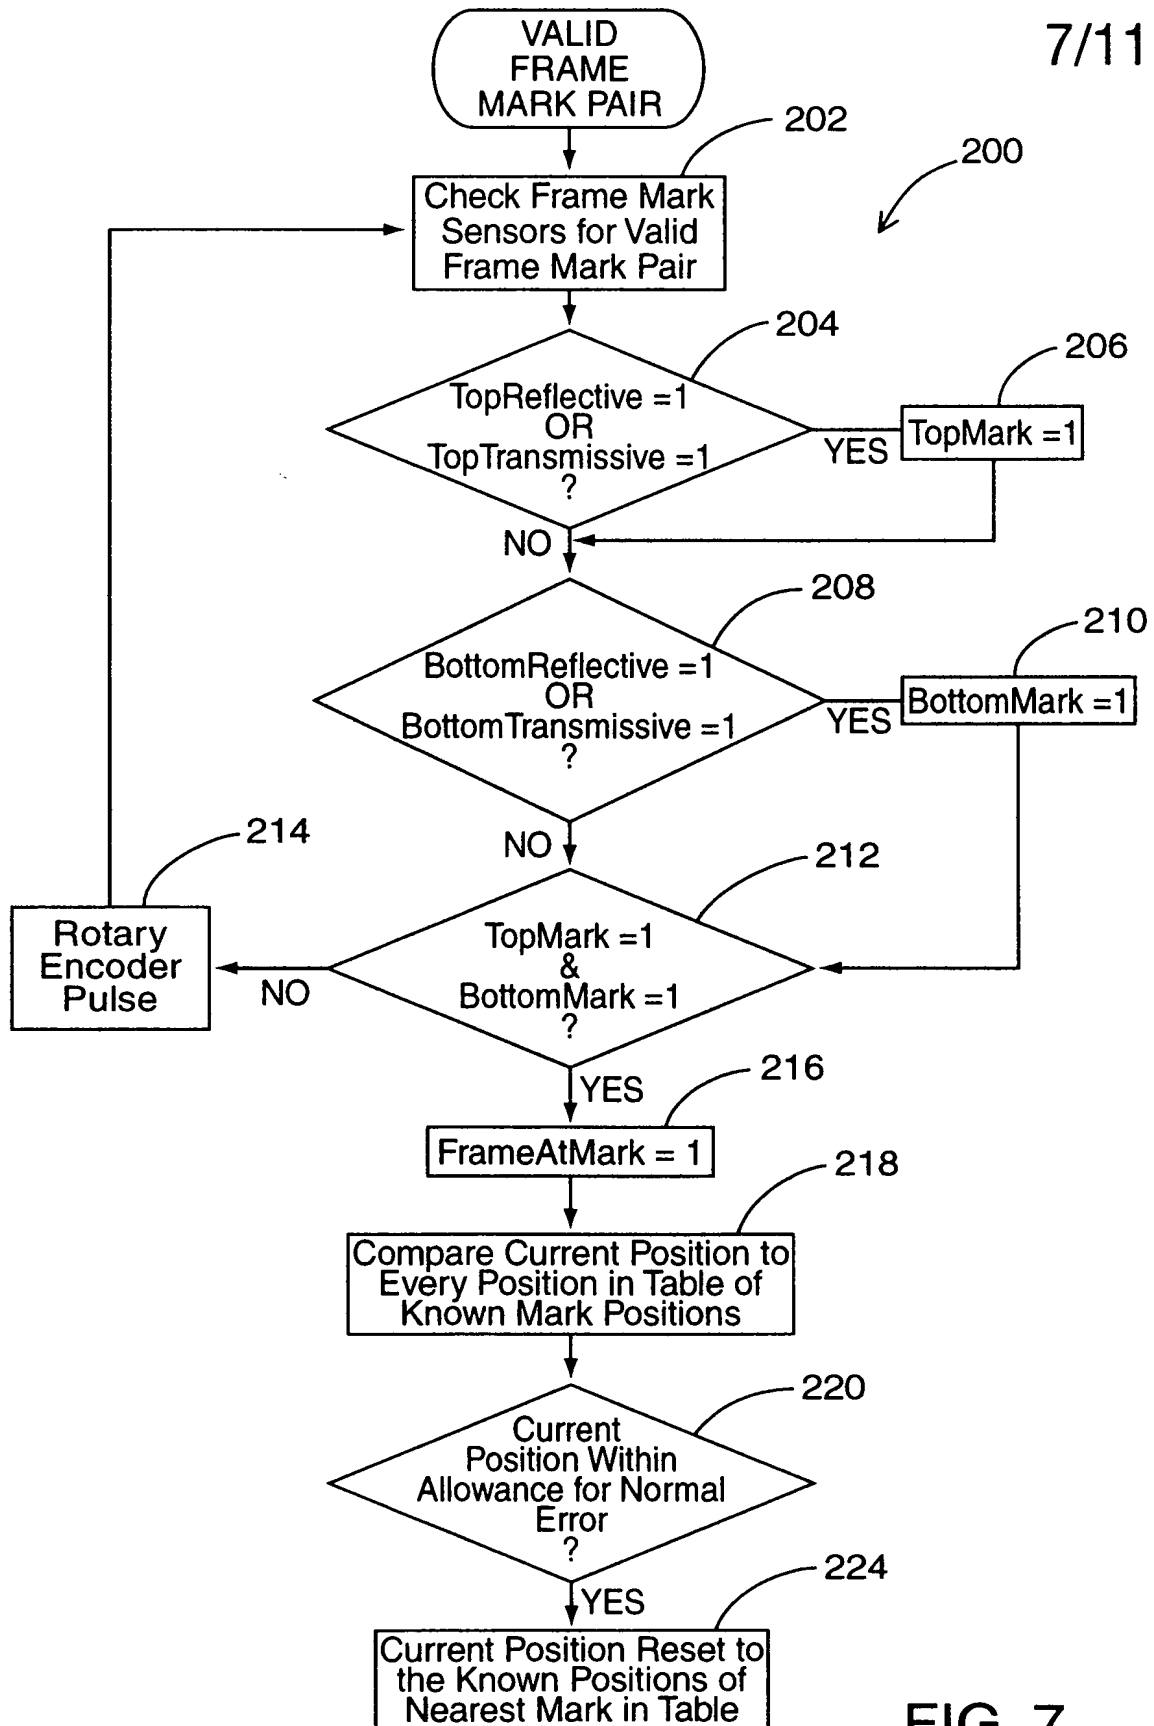 VALID
FRAME
MARK PAIR
7/11
202
200
Check Frame Mark
Sensors for Valid
Frame Mark Pair
204
206
TopReflective =1
OR
TopTransmissive =1
?
YES
TopMark =1
NO
208
210
BottomReflective =1
OR
BottomTransmissive =1
?
YES
BottomMark =1
NO
214
212
Rotary
Encoder
Pulse
NO
TopMark =1
&
BottomMark =1
?
YES
216
FrameAtMark = 1
218
Compare Current Position to
Every Position in Table of
Known Mark Positions
220
Current
Position Within
Allowance for Normal
Error
?
224
YES
Current Position Reset to
the Known Positions of
Nearest Mark in Table
FIG. 7